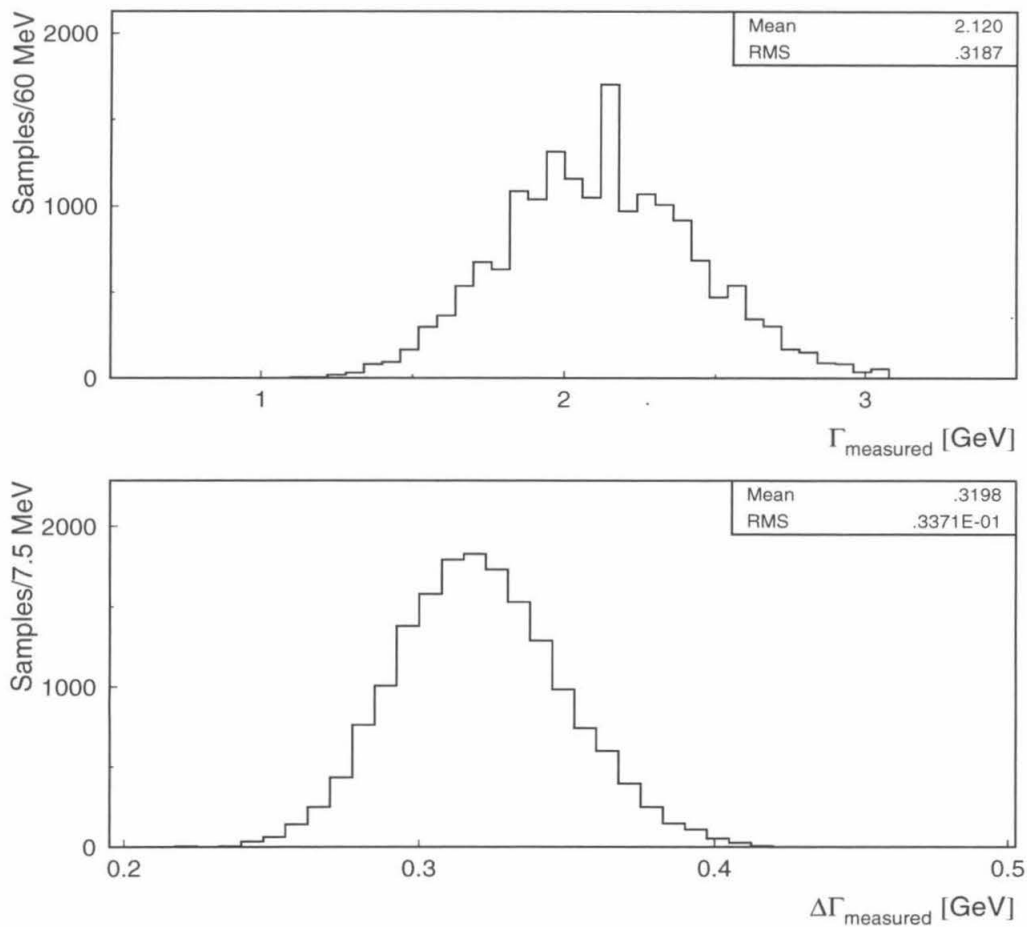 Samples/60 MeV
2000
1000
0
Mean 2.120
RMS .3187
1 2 3
Γmeasured [GeV]
Samples/7.5 MeV
2000
1000
0
Mean .3198
RMS .3371E-01
0.2 0.3 0.4 0.5
ΔΓmeasured [GeV]